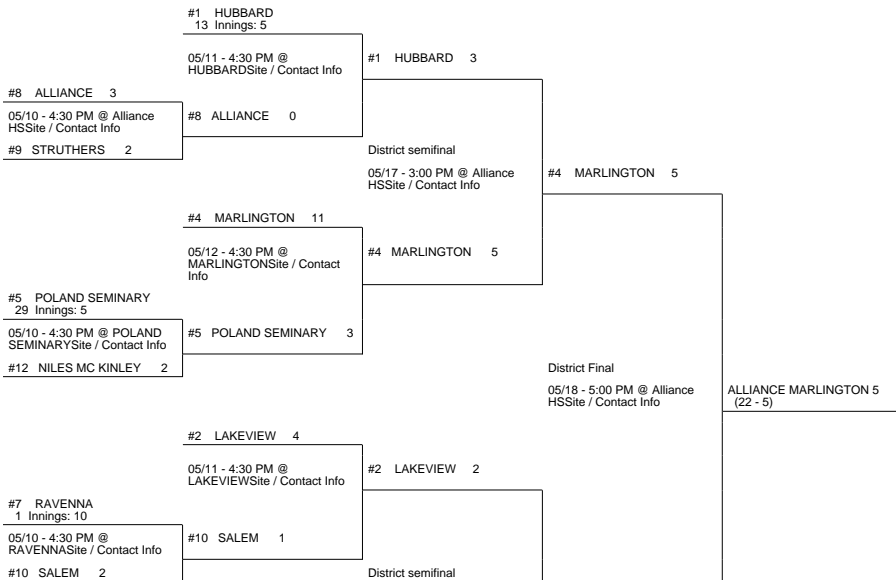 #1 HUBBARD
13 Innings: 5
05/11 - 4:30 PM @
HUBBARDSite / Contact Info
#1 HUBBARD 3
#8 ALLIANCE 3
05/10 - 4:30 PM @ Alliance
HSSite / Contact Info
#8 ALLIANCE 0
#9 STRUTHERS 2
District semifinal
05/17 - 3:00 PM @ Alliance
HSSite / Contact Info
#4 MARLINGTON 5
#4 MARLINGTON 11
05/12 - 4:30 PM @
MARLINGTONSite / Contact
Info
#4 MARLINGTON 5
#5 POLAND SEMINARY
29 Innings: 5
05/10 - 4:30 PM @ POLAND
SEMINARYSite / Contact Info
#5 POLAND SEMINARY 3
#12 NILES MC KINLEY 2
District Final
05/18 - 5:00 PM @ Alliance
HSSite / Contact Info
ALLIANCE MARLINGTON 5
(22 - 5)
#2 LAKEVIEW 4
05/11 - 4:30 PM @
LAKEVIEWSite / Contact Info
#2 LAKEVIEW 2
#7 RAVENNA
1 Innings: 10
05/10 - 4:30 PM @
RAVENNASite / Contact Info
#10 SALEM 1
#10 SALEM 2
District semifinal